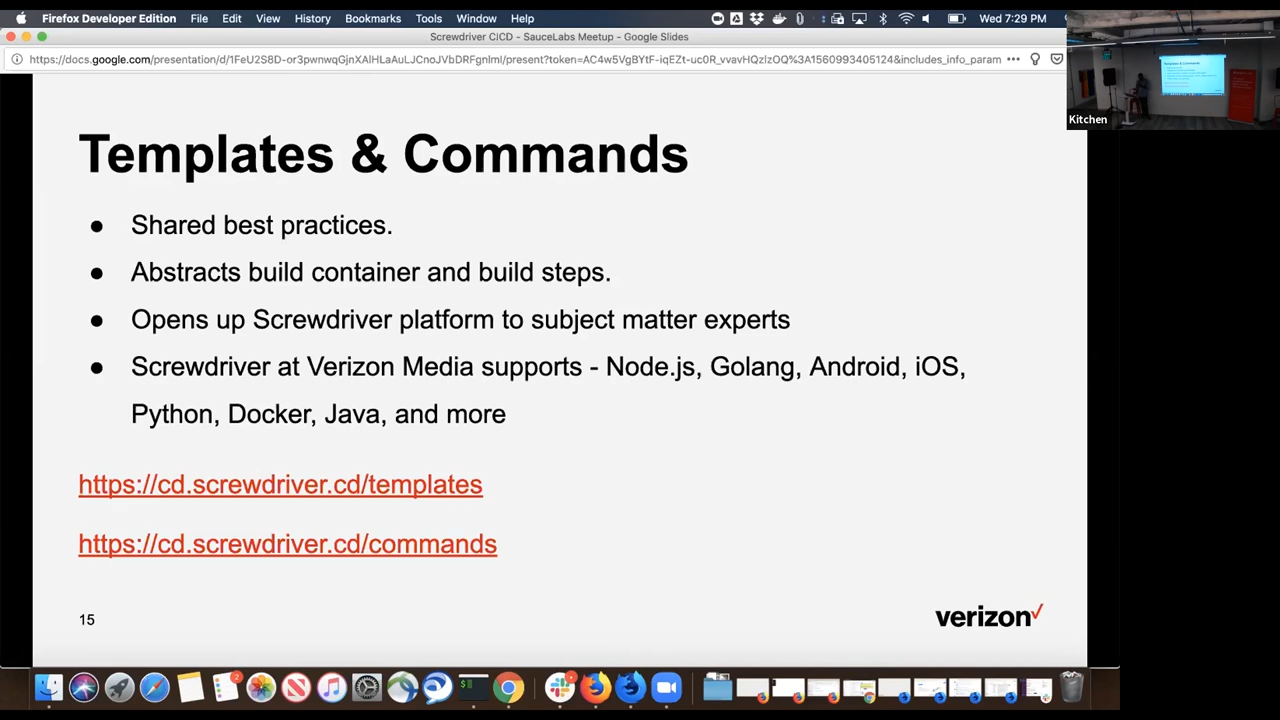 Firefox Developer Edition File Edit View History Bookmarks Tools Window Help Wed 7:29 PM
Screwdriver CiCD - SauceLabs Meetup - Google Slides
https://docs.google.com/presentation/d/1FeU2S8D-or3pwnwqGjnXAlHLaAuLJCnoJVbDRFgnlmI/present?token=AC4w5VgBYtF-iqEZt-uc0R_vvavHQzlzOQ%3A1560993405124&includes_info_param
Kitchen
Templates & Commands
● Shared best practices.
● Abstracts build container and build steps.
● Opens up Screwdriver platform to subject matter experts
● Screwdriver at Verizon Media supports - Node.js, Golang, Android, iOS,
Python, Docker, Java, and more
https://cd.screwdriver.cd/templates
https://cd.screwdriver.cd/commands
15
verizon✓
2